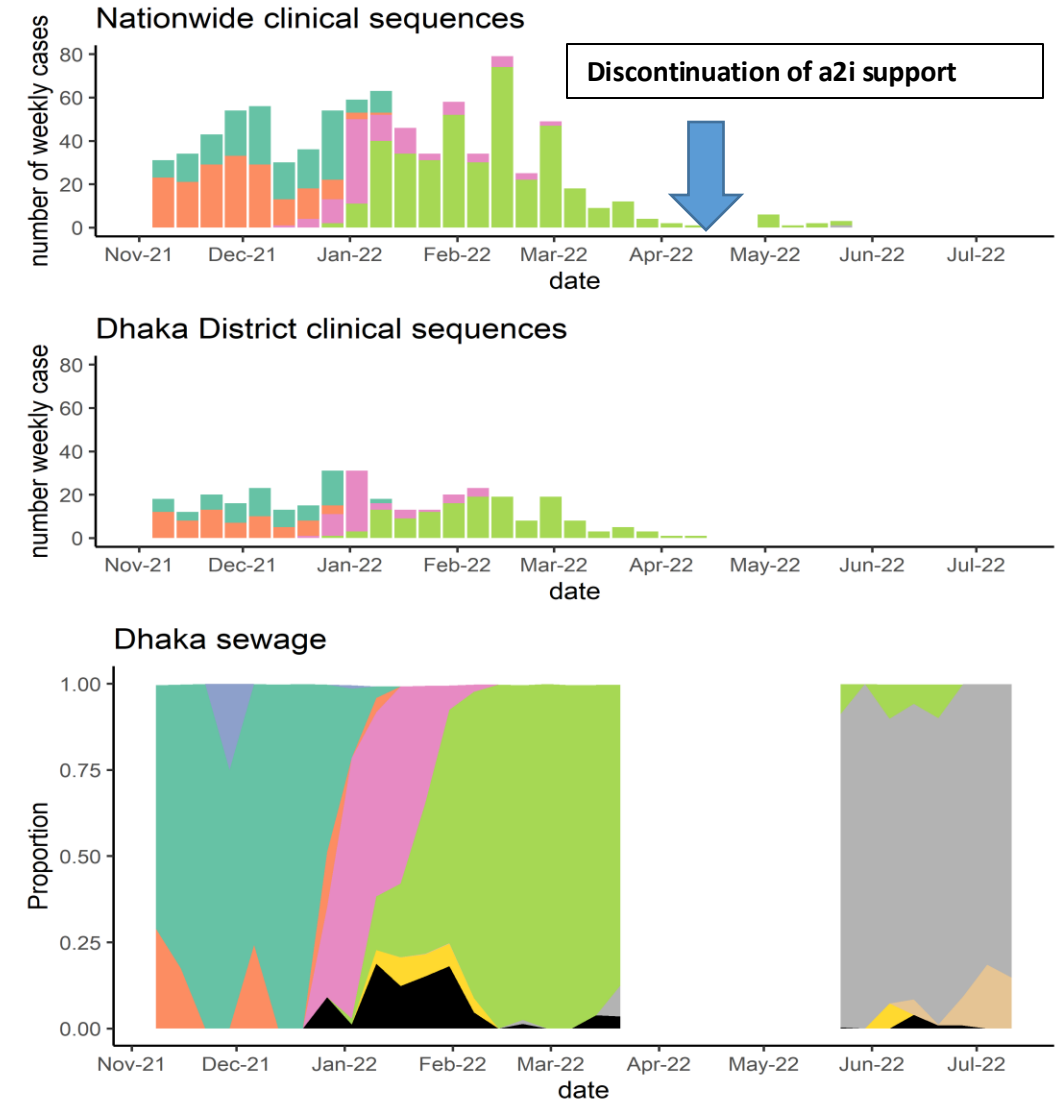 Nationwide clinical sequences
number of weekly cases
80
60
40
20
0
Discontinuation of a2i support
Nov-21 Dec-21 Jan-22 Feb-22 Mar-22 Apr-22 May-22 Jun-22 Jul-22
date
Dhaka District clinical sequences
number weekly case
80
60
40
20
0
Nov-21 Dec-21 Jan-22 Feb-22 Mar-22 Apr-22 May-22 Jun-22 Jul-22
date
Dhaka sewage
Proportion
1.00
0.75
0.50
0.25
0.00
Nov-21 Dec-21 Jan-22 Feb-22 Mar-22 Apr-22 May-22 Jun-22 Jul-22
date